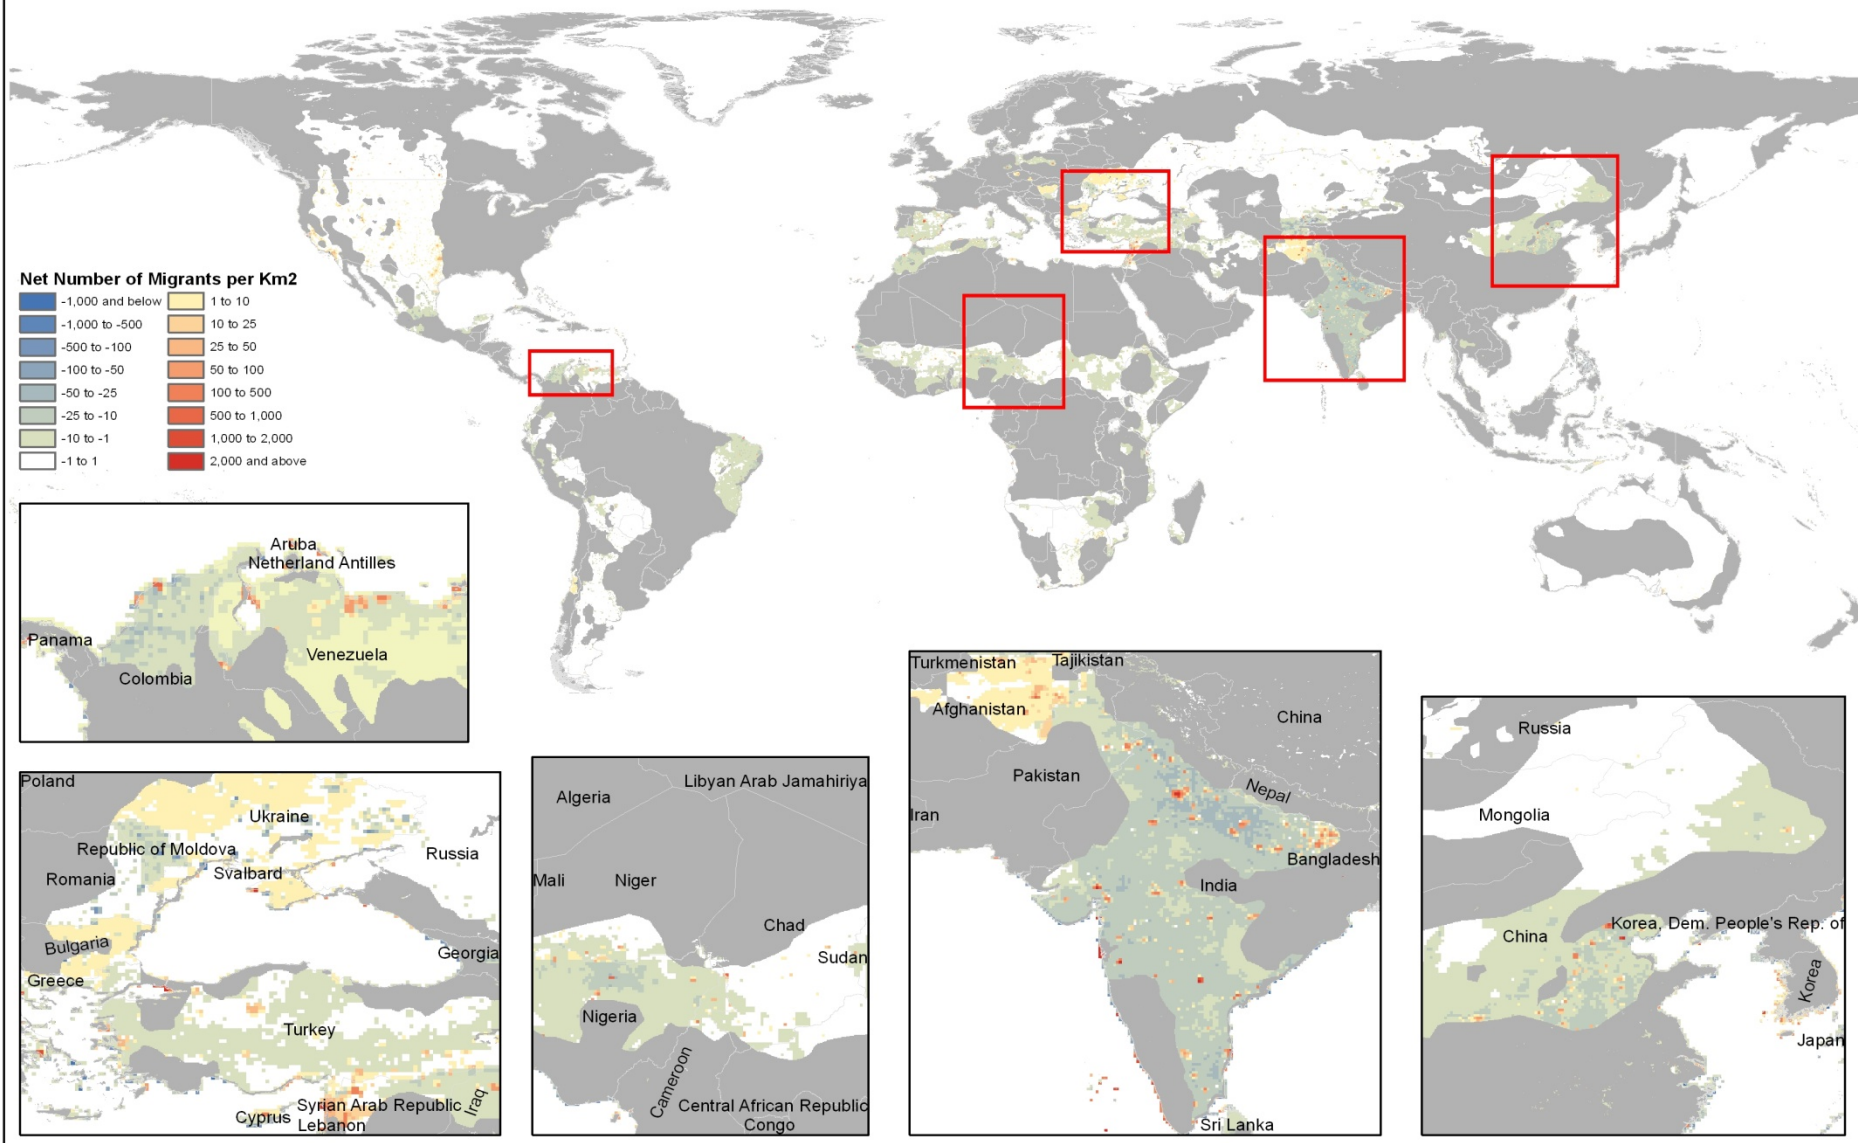 Net Number of Migrants per Km2
-1,000 and below 1 to 10
-1,000 to -500 10 to 25
-500 to -100 25 to 50
-100 to -50 50 to 100
-50 to -25 100 to 500
-25 to -10 500 to 1,000
-10 to -1 1,000 to 2,000
-1 to 1 2,000 and above
Aruba
Netherland Antilles
Panama
Venezuela
Colombia
Poland
Ukraine
Republic of Moldova
Russia
Romania
Svalbard
Bulgaria
Georgia
Greece
Turkey
Iraq
Syrian Arab Republic
Cyprus
Lebanon
Libyan Arab Jamahiriya
Algeria
Mali
Niger
Chad
Sudan
Nigeria
Cameroon
Central African Republic
Congo
Turkmenistan
Tajikistan
Afghanistan
China
Pakistan
Nepal
Iran
Bangladesh
India
Sri Lanka
Russia
Mongolia
Korea, Dem. People's Rep. of
China
Korea
Japan